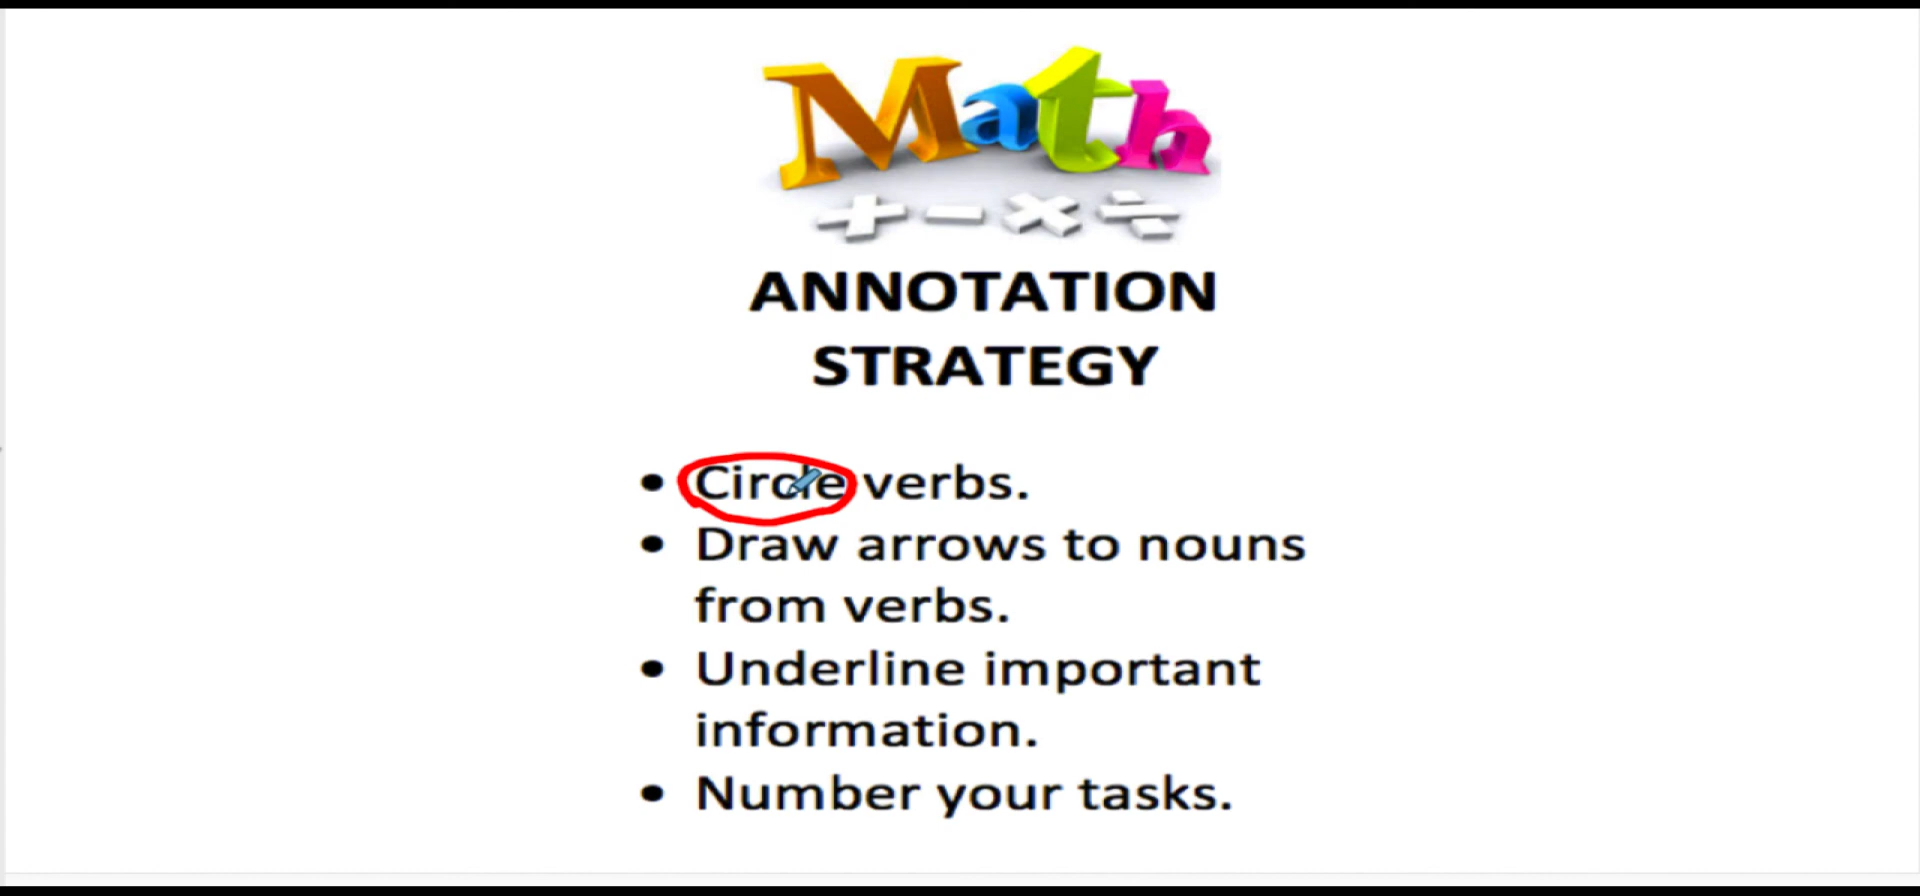 Math
+ − × ÷
ANNOTATION
STRATEGY
• Circle verbs.
• Draw arrows to nouns
from verbs.
• Underline important
information.
• Number your tasks.